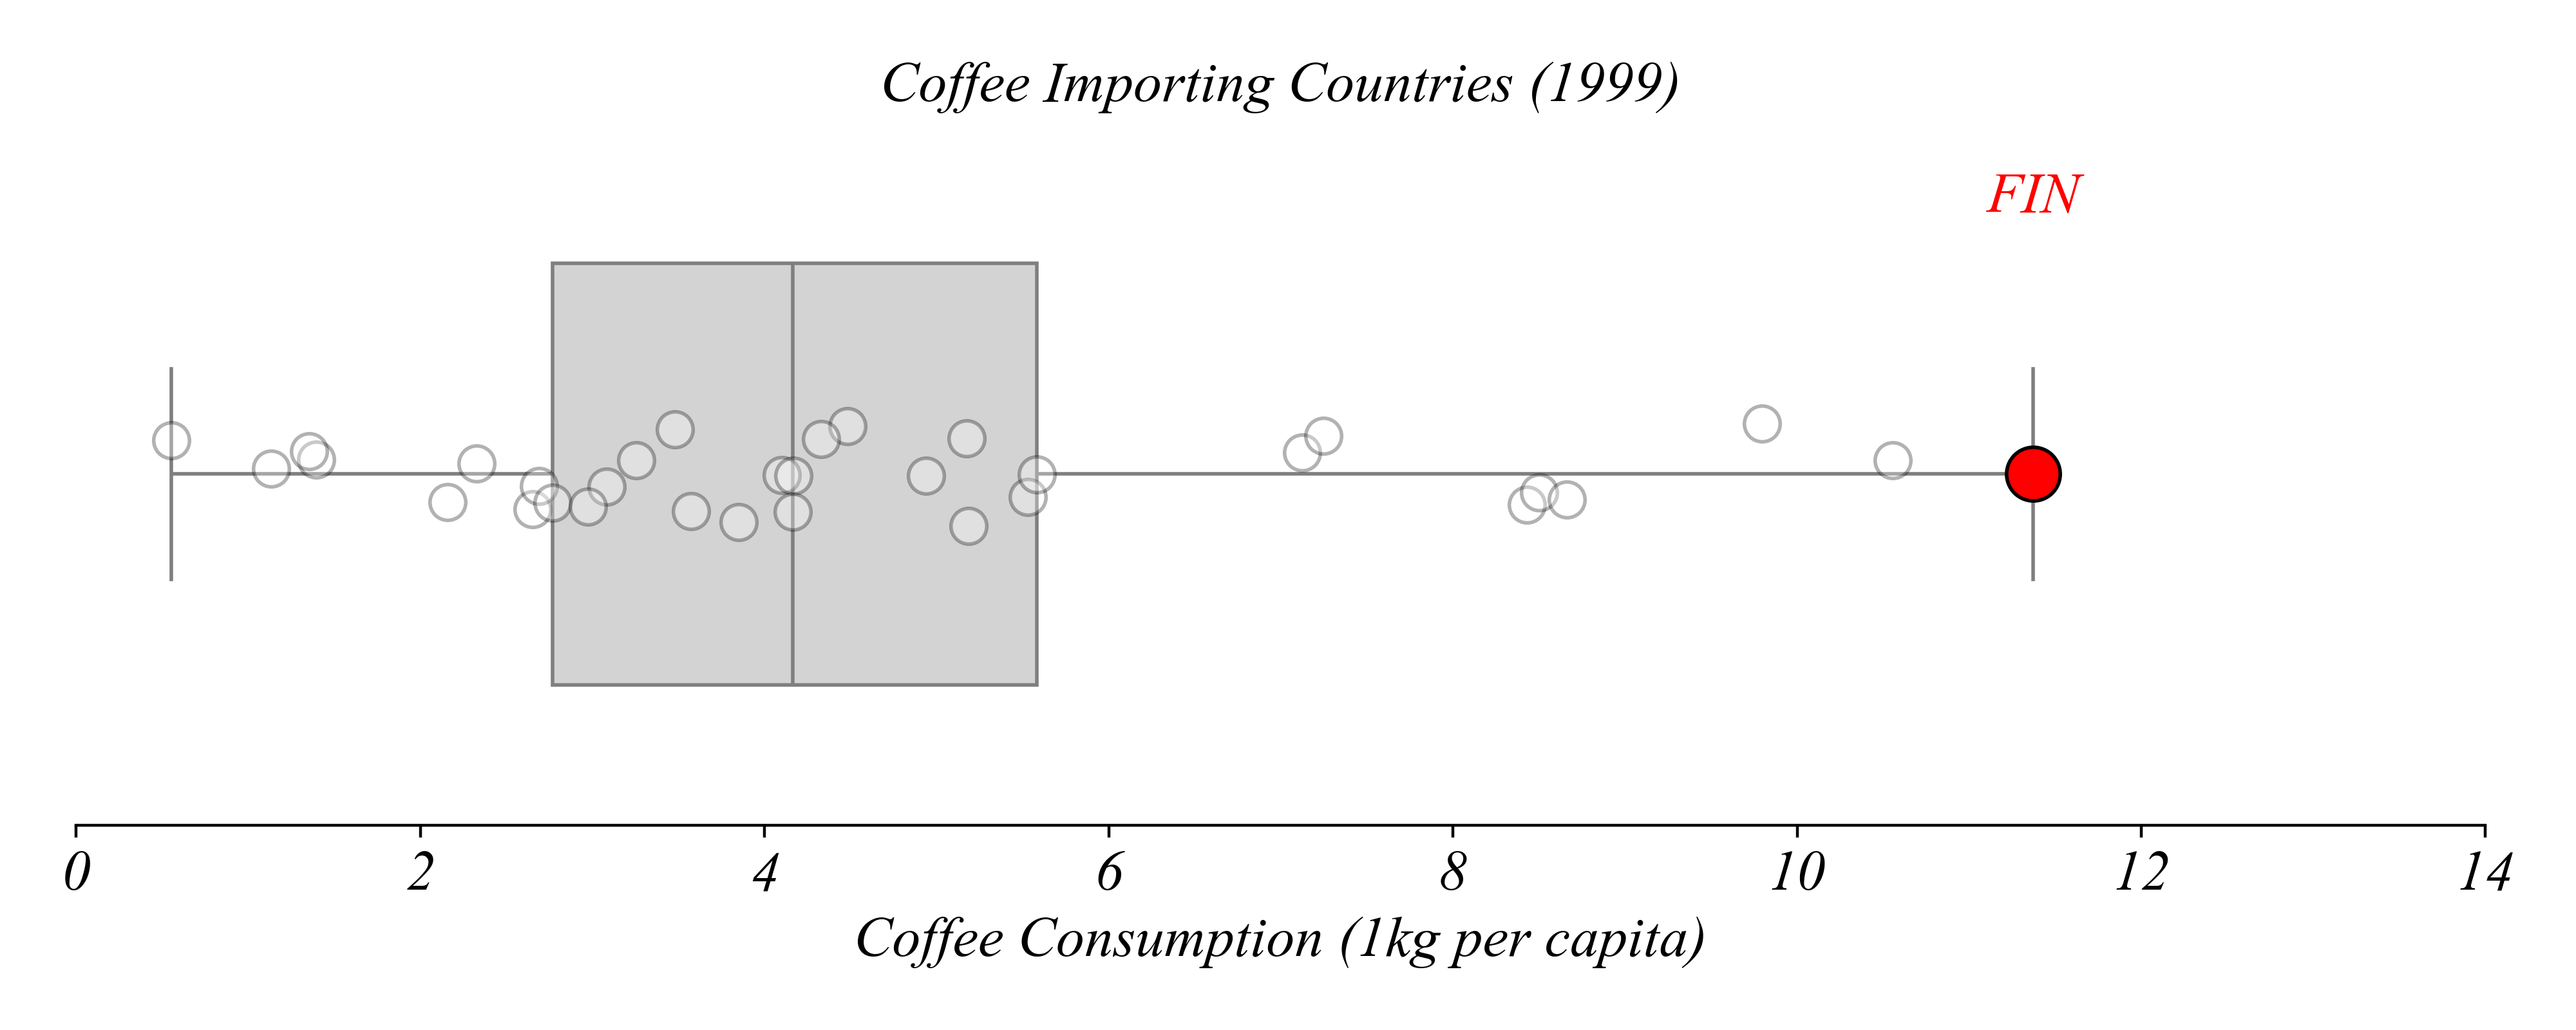 Coffee Importing Countries (1999)
FIN
0 2 4 6 8 10 12 14
Coffee Consumption (1kg per capita)